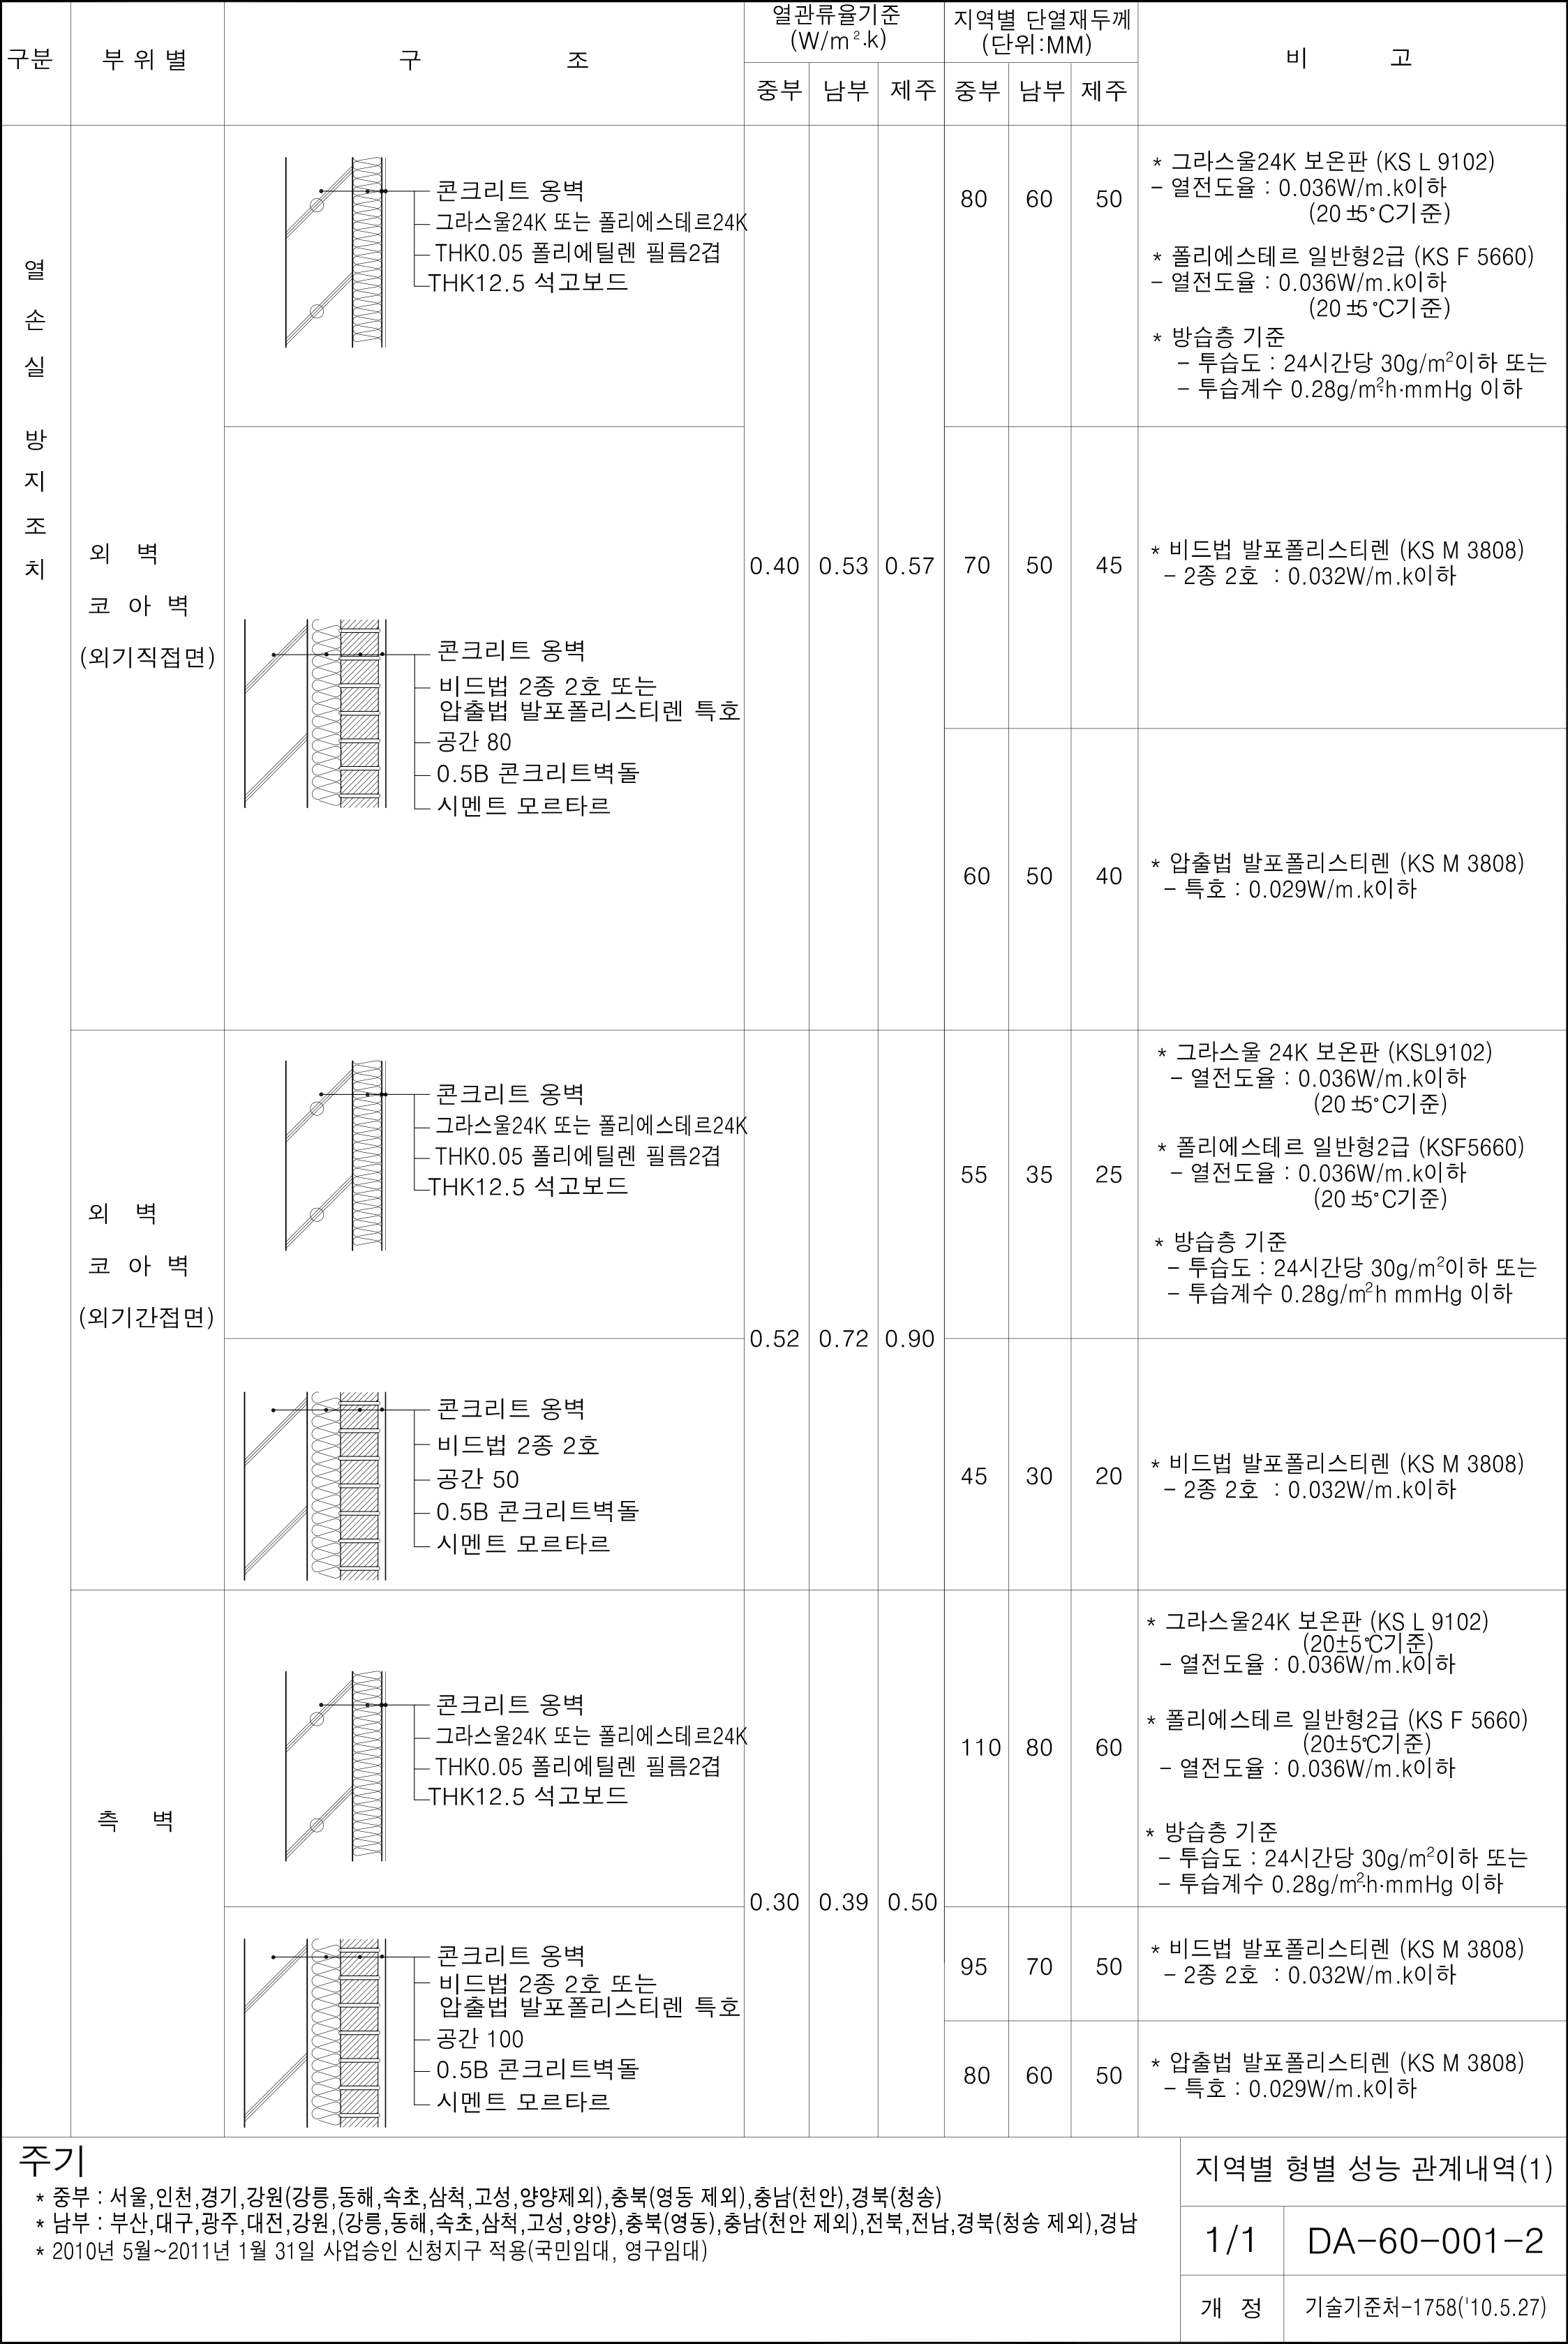 구분
부 위 별
구 조
열관류율기준
(W/m²·k)
지역별 단열재두께
(단위:MM)
비 고
중부 남부 제주 중부 남부 제주
열 손 실 방 지 조 치
외 벽
코 아 벽
(외기직접면)
콘크리트 옹벽
그라스울24K 또는 폴리에스테르24K
THK0.05 폴리에틸렌 필름2겹
THK12.5 석고보드
80 60 50
* 그라스울24K 보온판 (KS L 9102)
- 열전도율 : 0.036W/m.k이하
(20±5°C기준)
* 폴리에스테르 일반형2급 (KS F 5660)
- 열전도율 : 0.036W/m.k이하
(20±5°C기준)
* 방습층 기준
- 투습도 : 24시간당 30g/m²이하 또는
- 투습계수 0.28g/m²·h·mmHg 이하
0.40 0.53 0.57
콘크리트 옹벽
비드법 2종 2호 또는
압출법 발포폴리스티렌 특호
공간 80
0.5B 콘크리트벽돌
시멘트 모르타르
70 50 45
* 비드법 발포폴리스티렌 (KS M 3808)
- 2종 2호 : 0.032W/m.k이하
60 50 40
* 압출법 발포폴리스티렌 (KS M 3808)
- 특호 : 0.029W/m.k이하
외 벽
코 아 벽
(외기간접면)
콘크리트 옹벽
그라스울24K 또는 폴리에스테르24K
THK0.05 폴리에틸렌 필름2겹
THK12.5 석고보드
55 35 25
* 그라스울 24K 보온판 (KSL9102)
- 열전도율 : 0.036W/m.k이하
(20±5°C기준)
* 폴리에스테르 일반형2급 (KSF5660)
- 열전도율 : 0.036W/m.k이하
(20±5°C기준)
* 방습층 기준
- 투습도 : 24시간당 30g/m²이하 또는
- 투습계수 0.28g/m²h mmHg 이하
0.52 0.72 0.90
콘크리트 옹벽
비드법 2종 2호
공간 50
0.5B 콘크리트벽돌
시멘트 모르타르
45 30 20
* 비드법 발포폴리스티렌 (KS M 3808)
- 2종 2호 : 0.032W/m.k이하
측 벽
콘크리트 옹벽
그라스울24K 또는 폴리에스테르24K
THK0.05 폴리에틸렌 필름2겹
THK12.5 석고보드
110 80 60
* 그라스울24K 보온판 (KS L 9102)
(20±5℃기준)
- 열전도율 : 0.036W/m.k이하
* 폴리에스테르 일반형2급 (KS F 5660)
(20±5℃기준)
- 열전도율 : 0.036W/m.k이하
* 방습층 기준
- 투습도 : 24시간당 30g/m²이하 또는
- 투습계수 0.28g/m²·h·mmHg 이하
0.30 0.39 0.50
콘크리트 옹벽
비드법 2종 2호 또는
압출법 발포폴리스티렌 특호
공간 100
0.5B 콘크리트벽돌
시멘트 모르타르
95 70 50
* 비드법 발포폴리스티렌 (KS M 3808)
- 2종 2호 : 0.032W/m.k이하
80 60 50
* 압출법 발포폴리스티렌 (KS M 3808)
- 특호 : 0.029W/m.k이하
주기
* 중부 : 서울,인천,경기,강원(강릉,동해,속초,삼척,고성,양양제외),충북(영동 제외),충남(천안),경북(청송)
* 남부 : 부산,대구,광주,대전,강원,(강릉,동해,속초,삼척,고성,양양),충북(영동),충남(천안 제외),전북,전남,경북(청송 제외),경남
* 2010년 5월~2011년 1월 31일 사업승인 신청지구 적용(국민임대, 영구임대)
지역별 형별 성능 관계내역(1)
1/1 DA-60-001-2
개 정 기술기준처-1758('10.5.27)